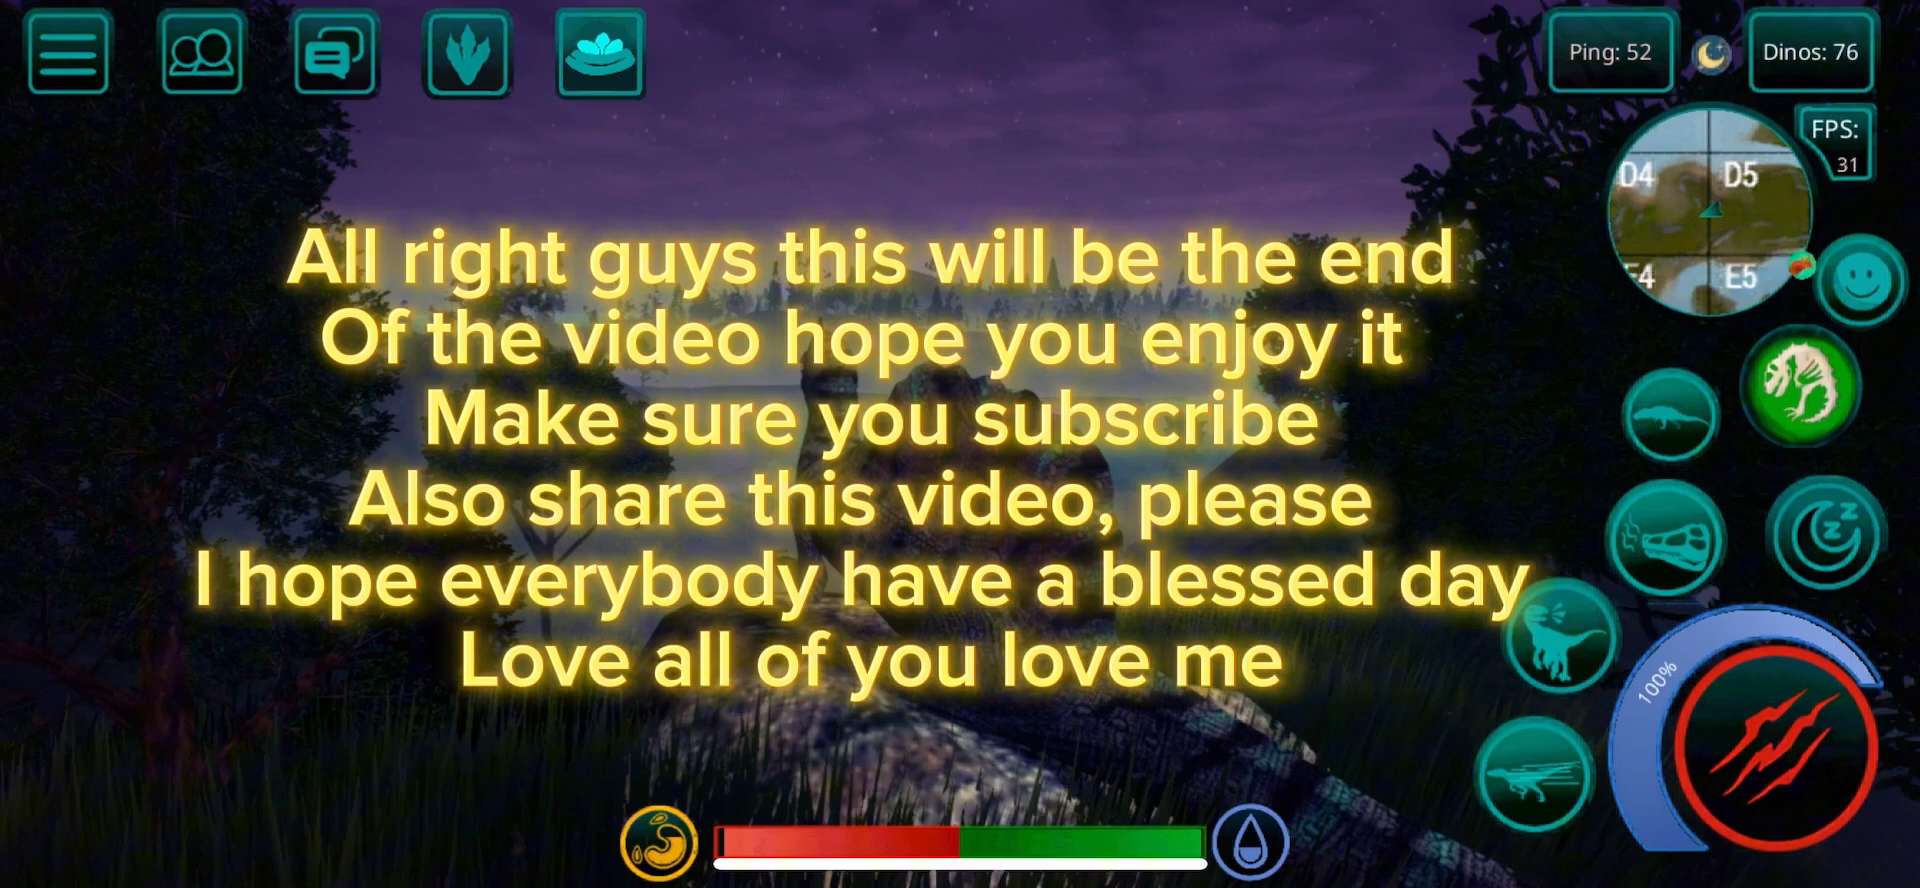 Ping: 52
Dinos: 76
FPS:
31
D4
D5
E5
All right guys this will be the end
Of the video hope you enjoy it
Make sure you subscribe
Also share this video, please
I hope everybody have a blessed day
Love all of you love me
z z
100%